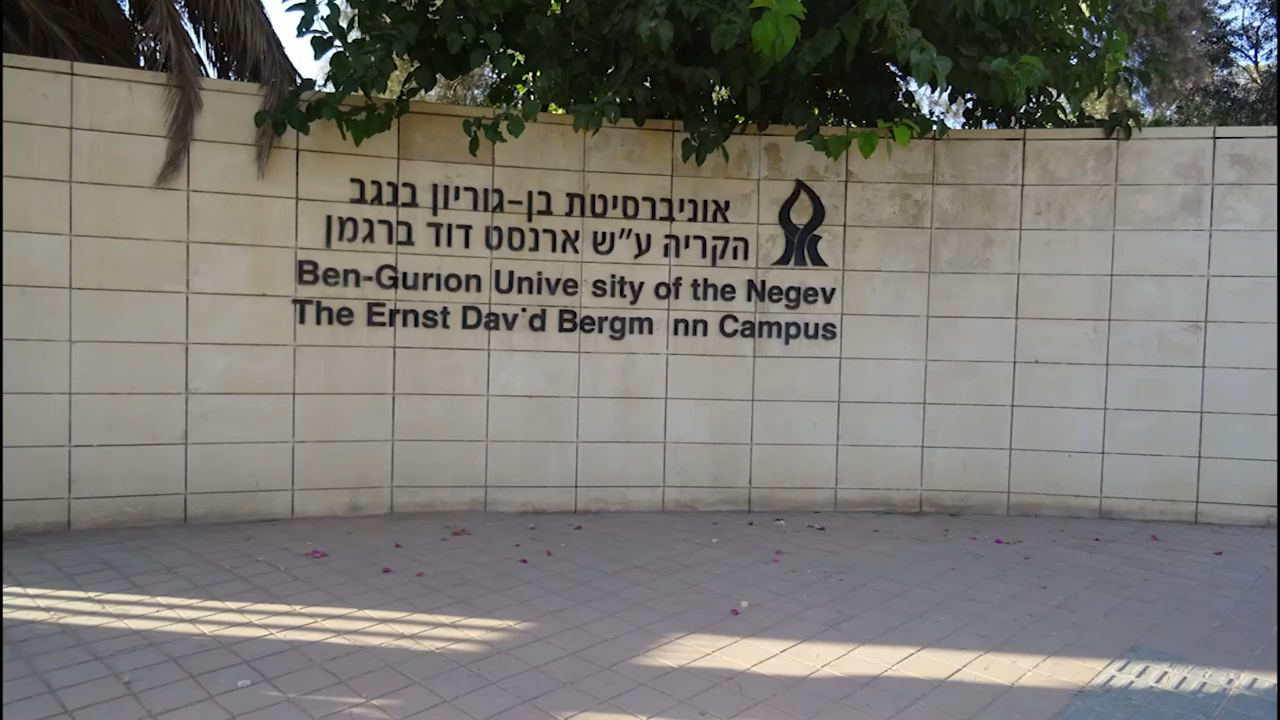 אוניברסיטת בן-גוריון בנגב
הקריה ע״ש ארנסט דוד ברגמן
Ben-Gurıon Unive sity of the Negev
The Ernst Dav˙d Bergm nn Campus